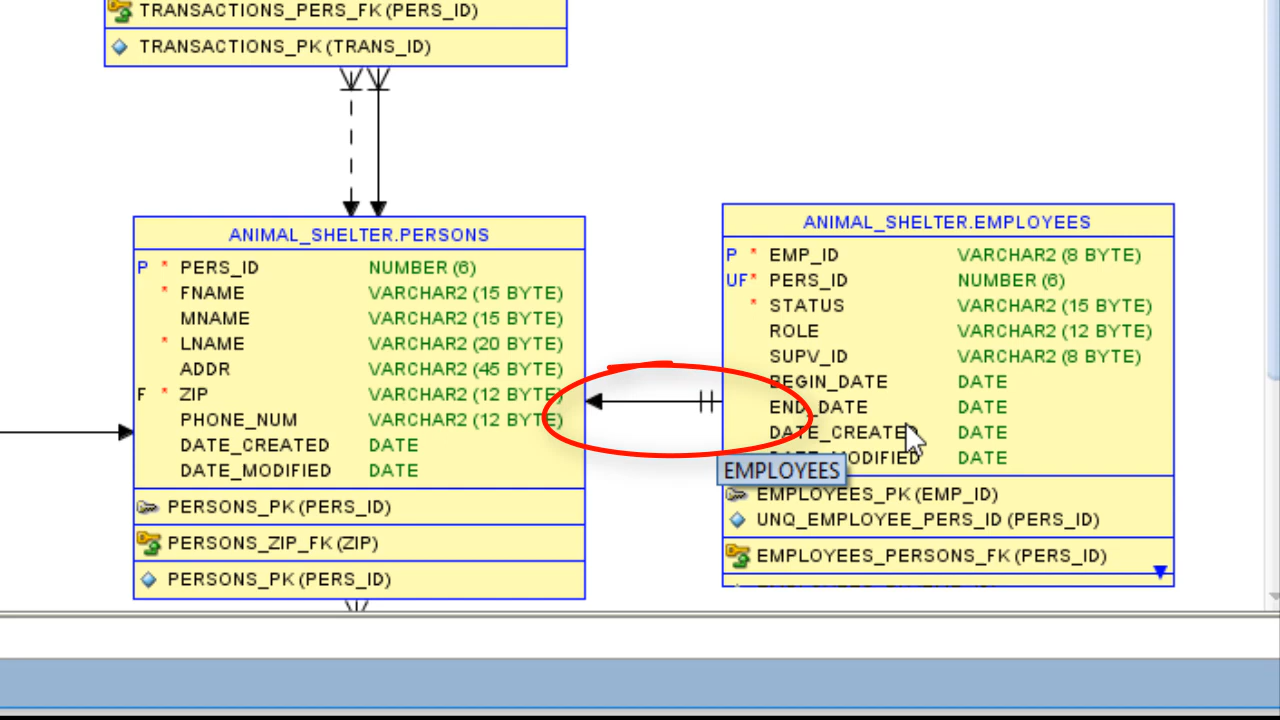 TRANSACTIONS_PERS_FK (PERS_ID)
TRANSACTIONS_PK (TRANS_ID)
ANIMAL_SHELTER.PERSONS
P * PERS_ID NUMBER (6)
* FNAME VARCHAR2 (15 BYTE)
MNAME VARCHAR2 (15 BYTE)
* LNAME VARCHAR2 (20 BYTE)
ADDR VARCHAR2 (45 BYTE)
F * ZIP VARCHAR2 (12 BYTE)
PHONE_NUM VARCHAR2 (12 BYTE)
DATE_CREATED DATE
DATE_MODIFIED DATE
PERSONS_PK (PERS_ID)
PERSONS_ZIP_FK (ZIP)
PERSONS_PK (PERS_ID)
ANIMAL_SHELTER.EMPLOYEES
P * EMP_ID VARCHAR2 (8 BYTE)
UF * PERS_ID NUMBER (6)
* STATUS VARCHAR2 (15 BYTE)
ROLE VARCHAR2 (12 BYTE)
SUPV_ID VARCHAR2 (8 BYTE)
BEGIN_DATE DATE
END_DATE DATE
DATE_CREATED DATE
DATE_MODIFIED DATE
EMPLOYEES
EMPLOYEES_PK (EMP_ID)
UNQ_EMPLOYEE_PERS_ID (PERS_ID)
EMPLOYEES_PERSONS_FK (PERS_ID)